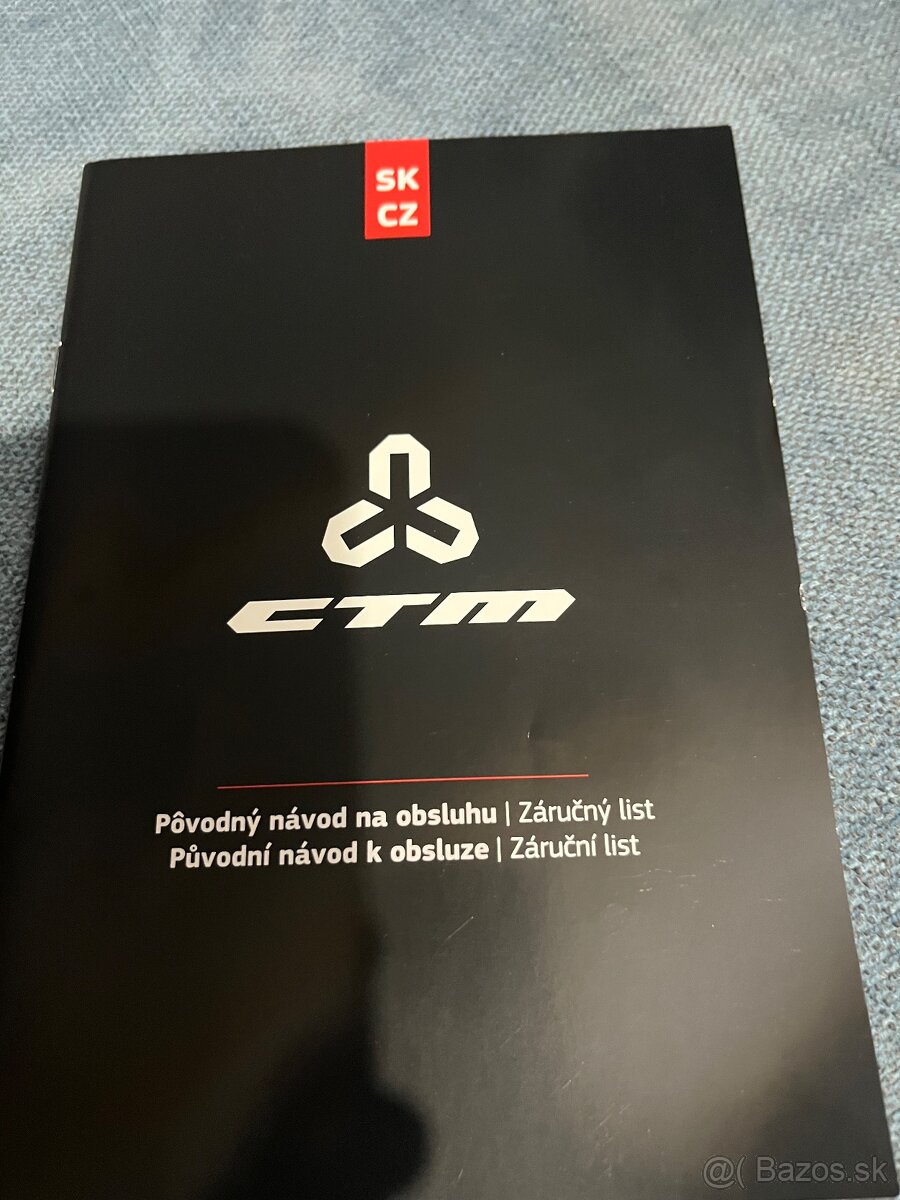 SK
CZ
CTM
Pôvodný návod na obsluhu | Záručný list
Původní návod k obsluze | Záruční list
@( Bazos.sk